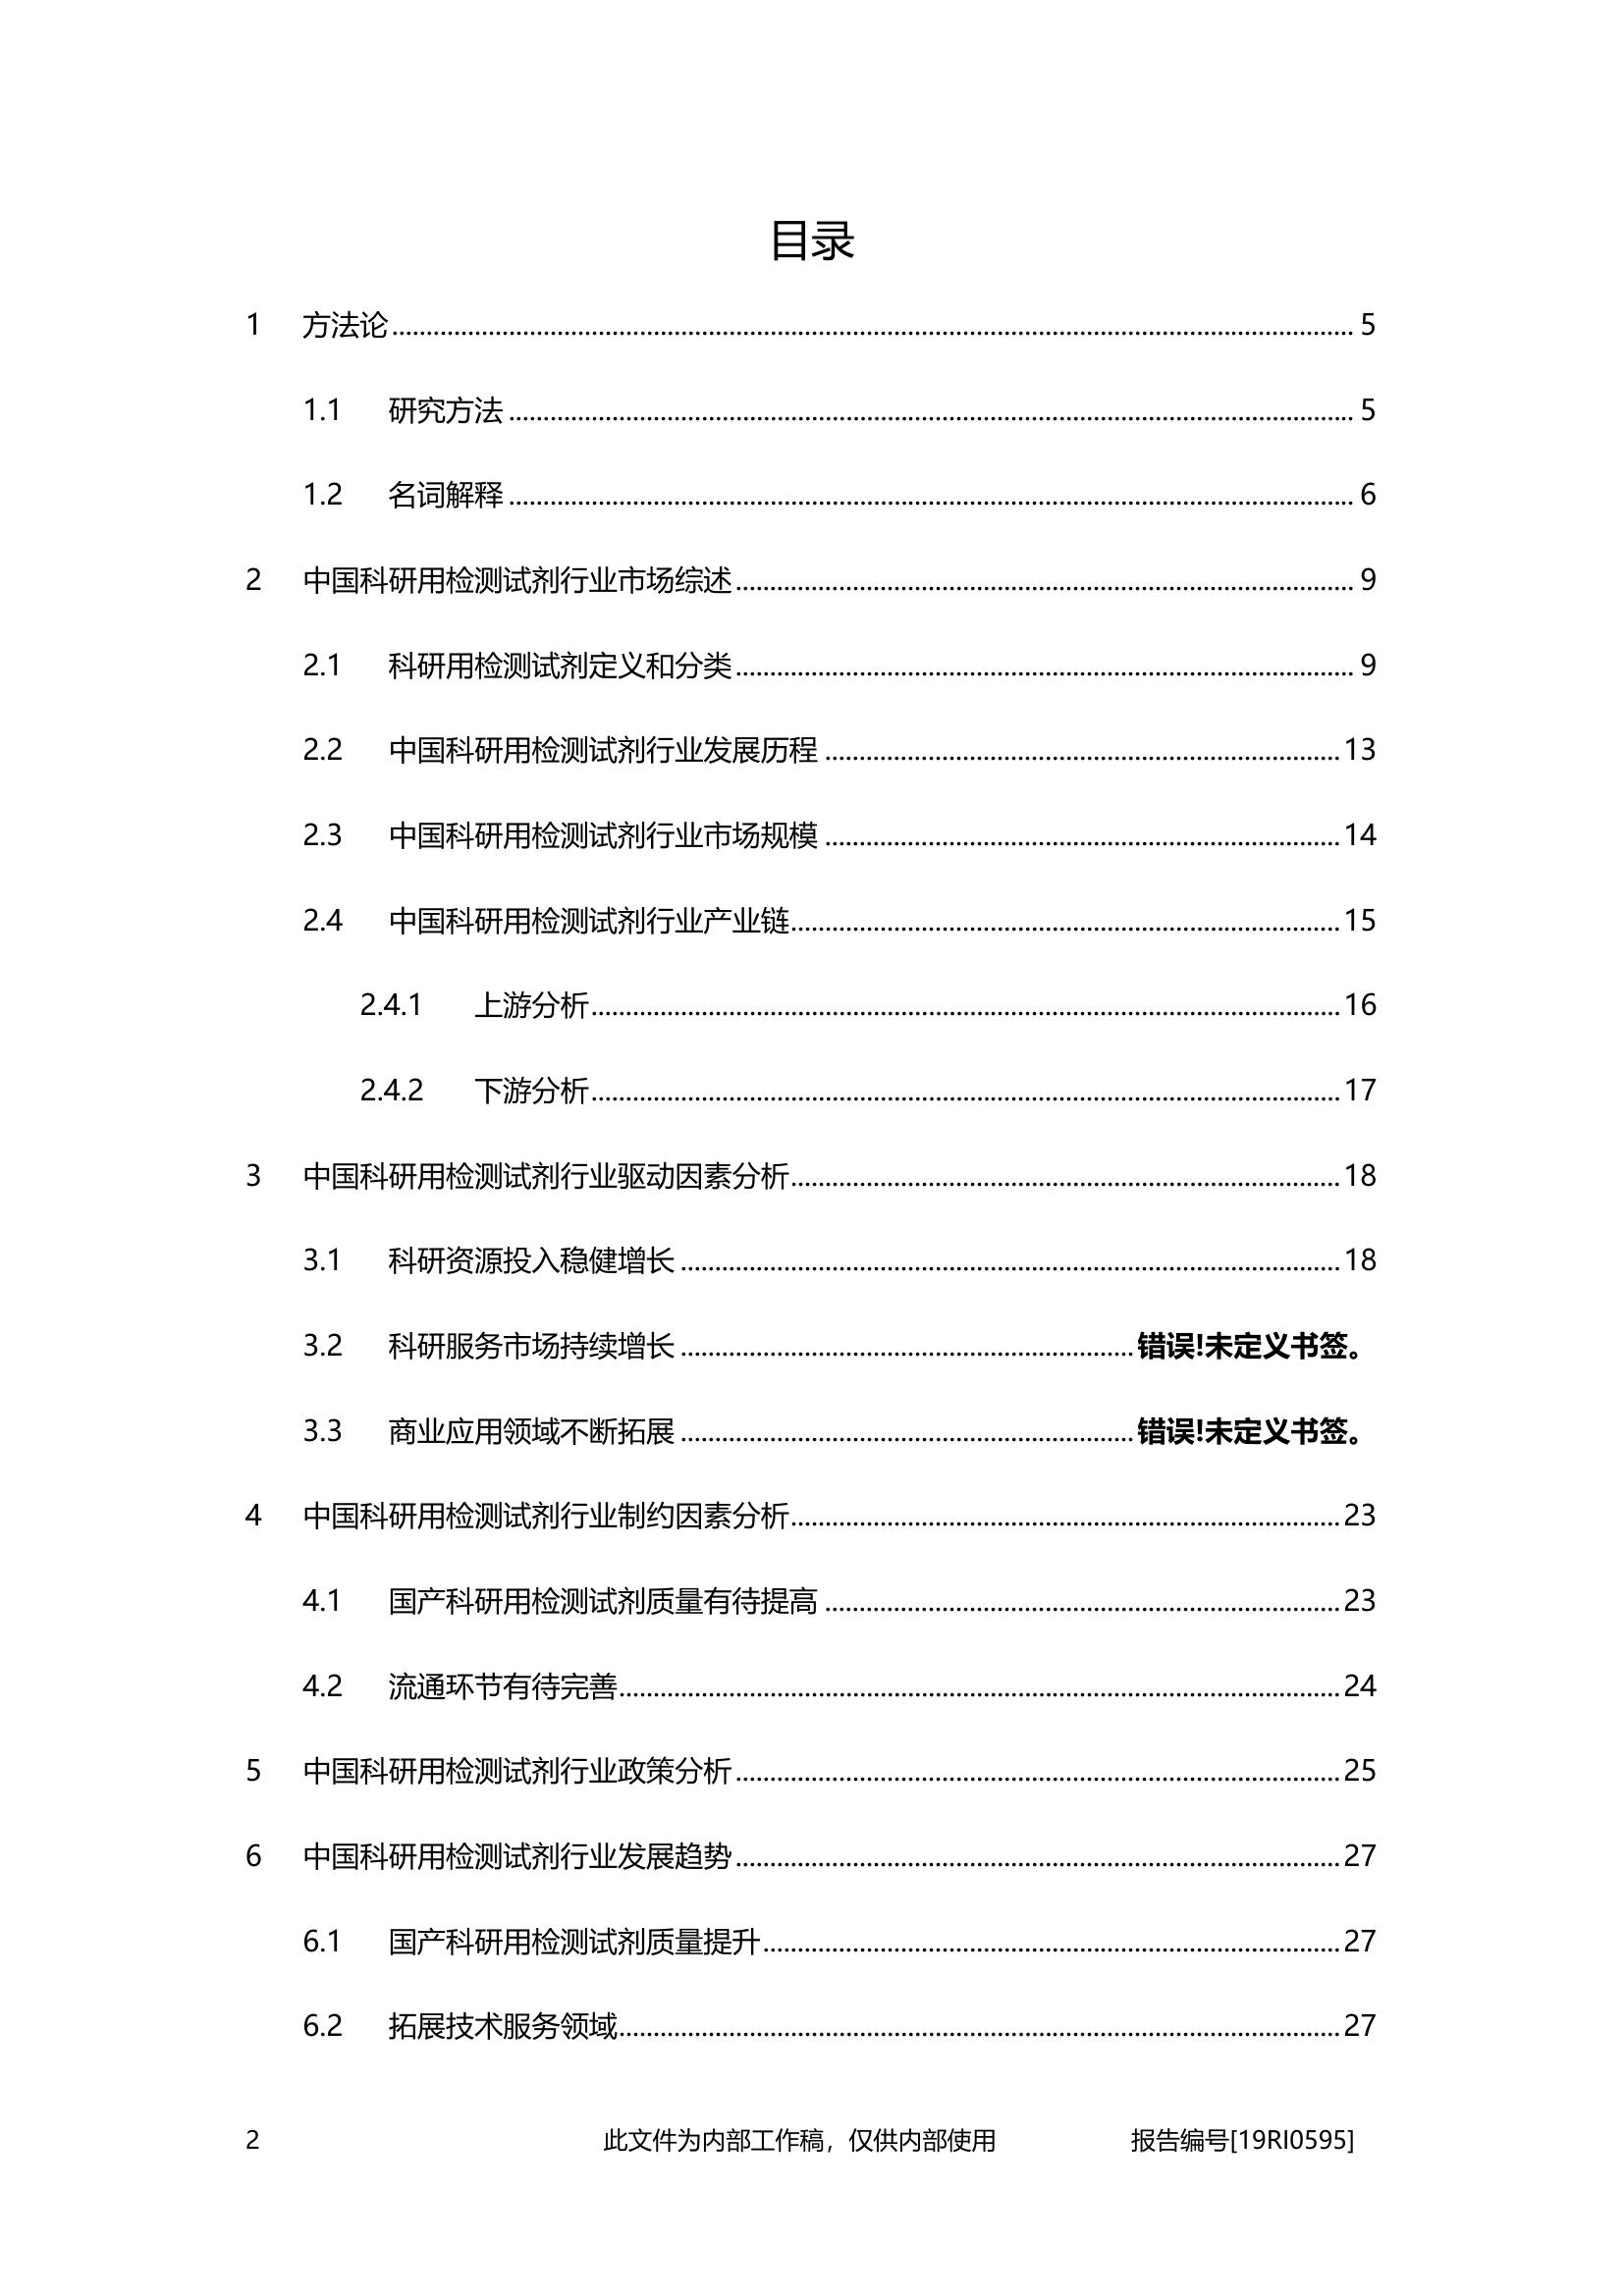 目录
1 方法论 5
1.1 研究方法 5
1.2 名词解释 6
2 中国科研用检测试剂行业市场综述 9
2.1 科研用检测试剂定义和分类 9
2.2 中国科研用检测试剂行业发展历程 13
2.3 中国科研用检测试剂行业市场规模 14
2.4 中国科研用检测试剂行业产业链 15
2.4.1 上游分析 16
2.4.2 下游分析 17
3 中国科研用检测试剂行业驱动因素分析 18
3.1 科研资源投入稳健增长 18
3.2 科研服务市场持续增长 错误!未定义书签。
3.3 商业应用领域不断拓展 错误!未定义书签。
4 中国科研用检测试剂行业制约因素分析 23
4.1 国产科研用检测试剂质量有待提高 23
4.2 流通环节有待完善 24
5 中国科研用检测试剂行业政策分析 25
6 中国科研用检测试剂行业发展趋势 27
6.1 国产科研用检测试剂质量提升 27
6.2 拓展技术服务领域 27
2 此文件为内部工作稿，仅供内部使用 报告编号[19RI0595]